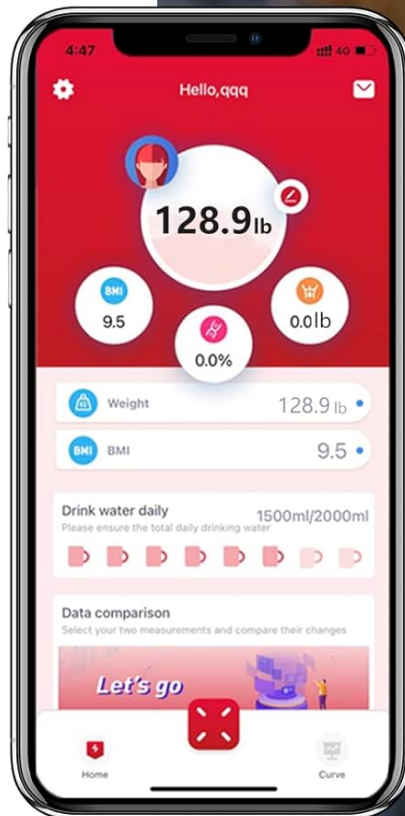 4:47
4G
Hello,qqq
128.9lb
BMI
9.5
0.0%
0.0lb
KG
Weight
128.9 lb
BMI
BMI
9.5
Drink water daily
1500ml/2000ml
Please ensure the total daily drinking water
Data comparison
Select your two measurements and compare their changes
Let's go
Home
Curve